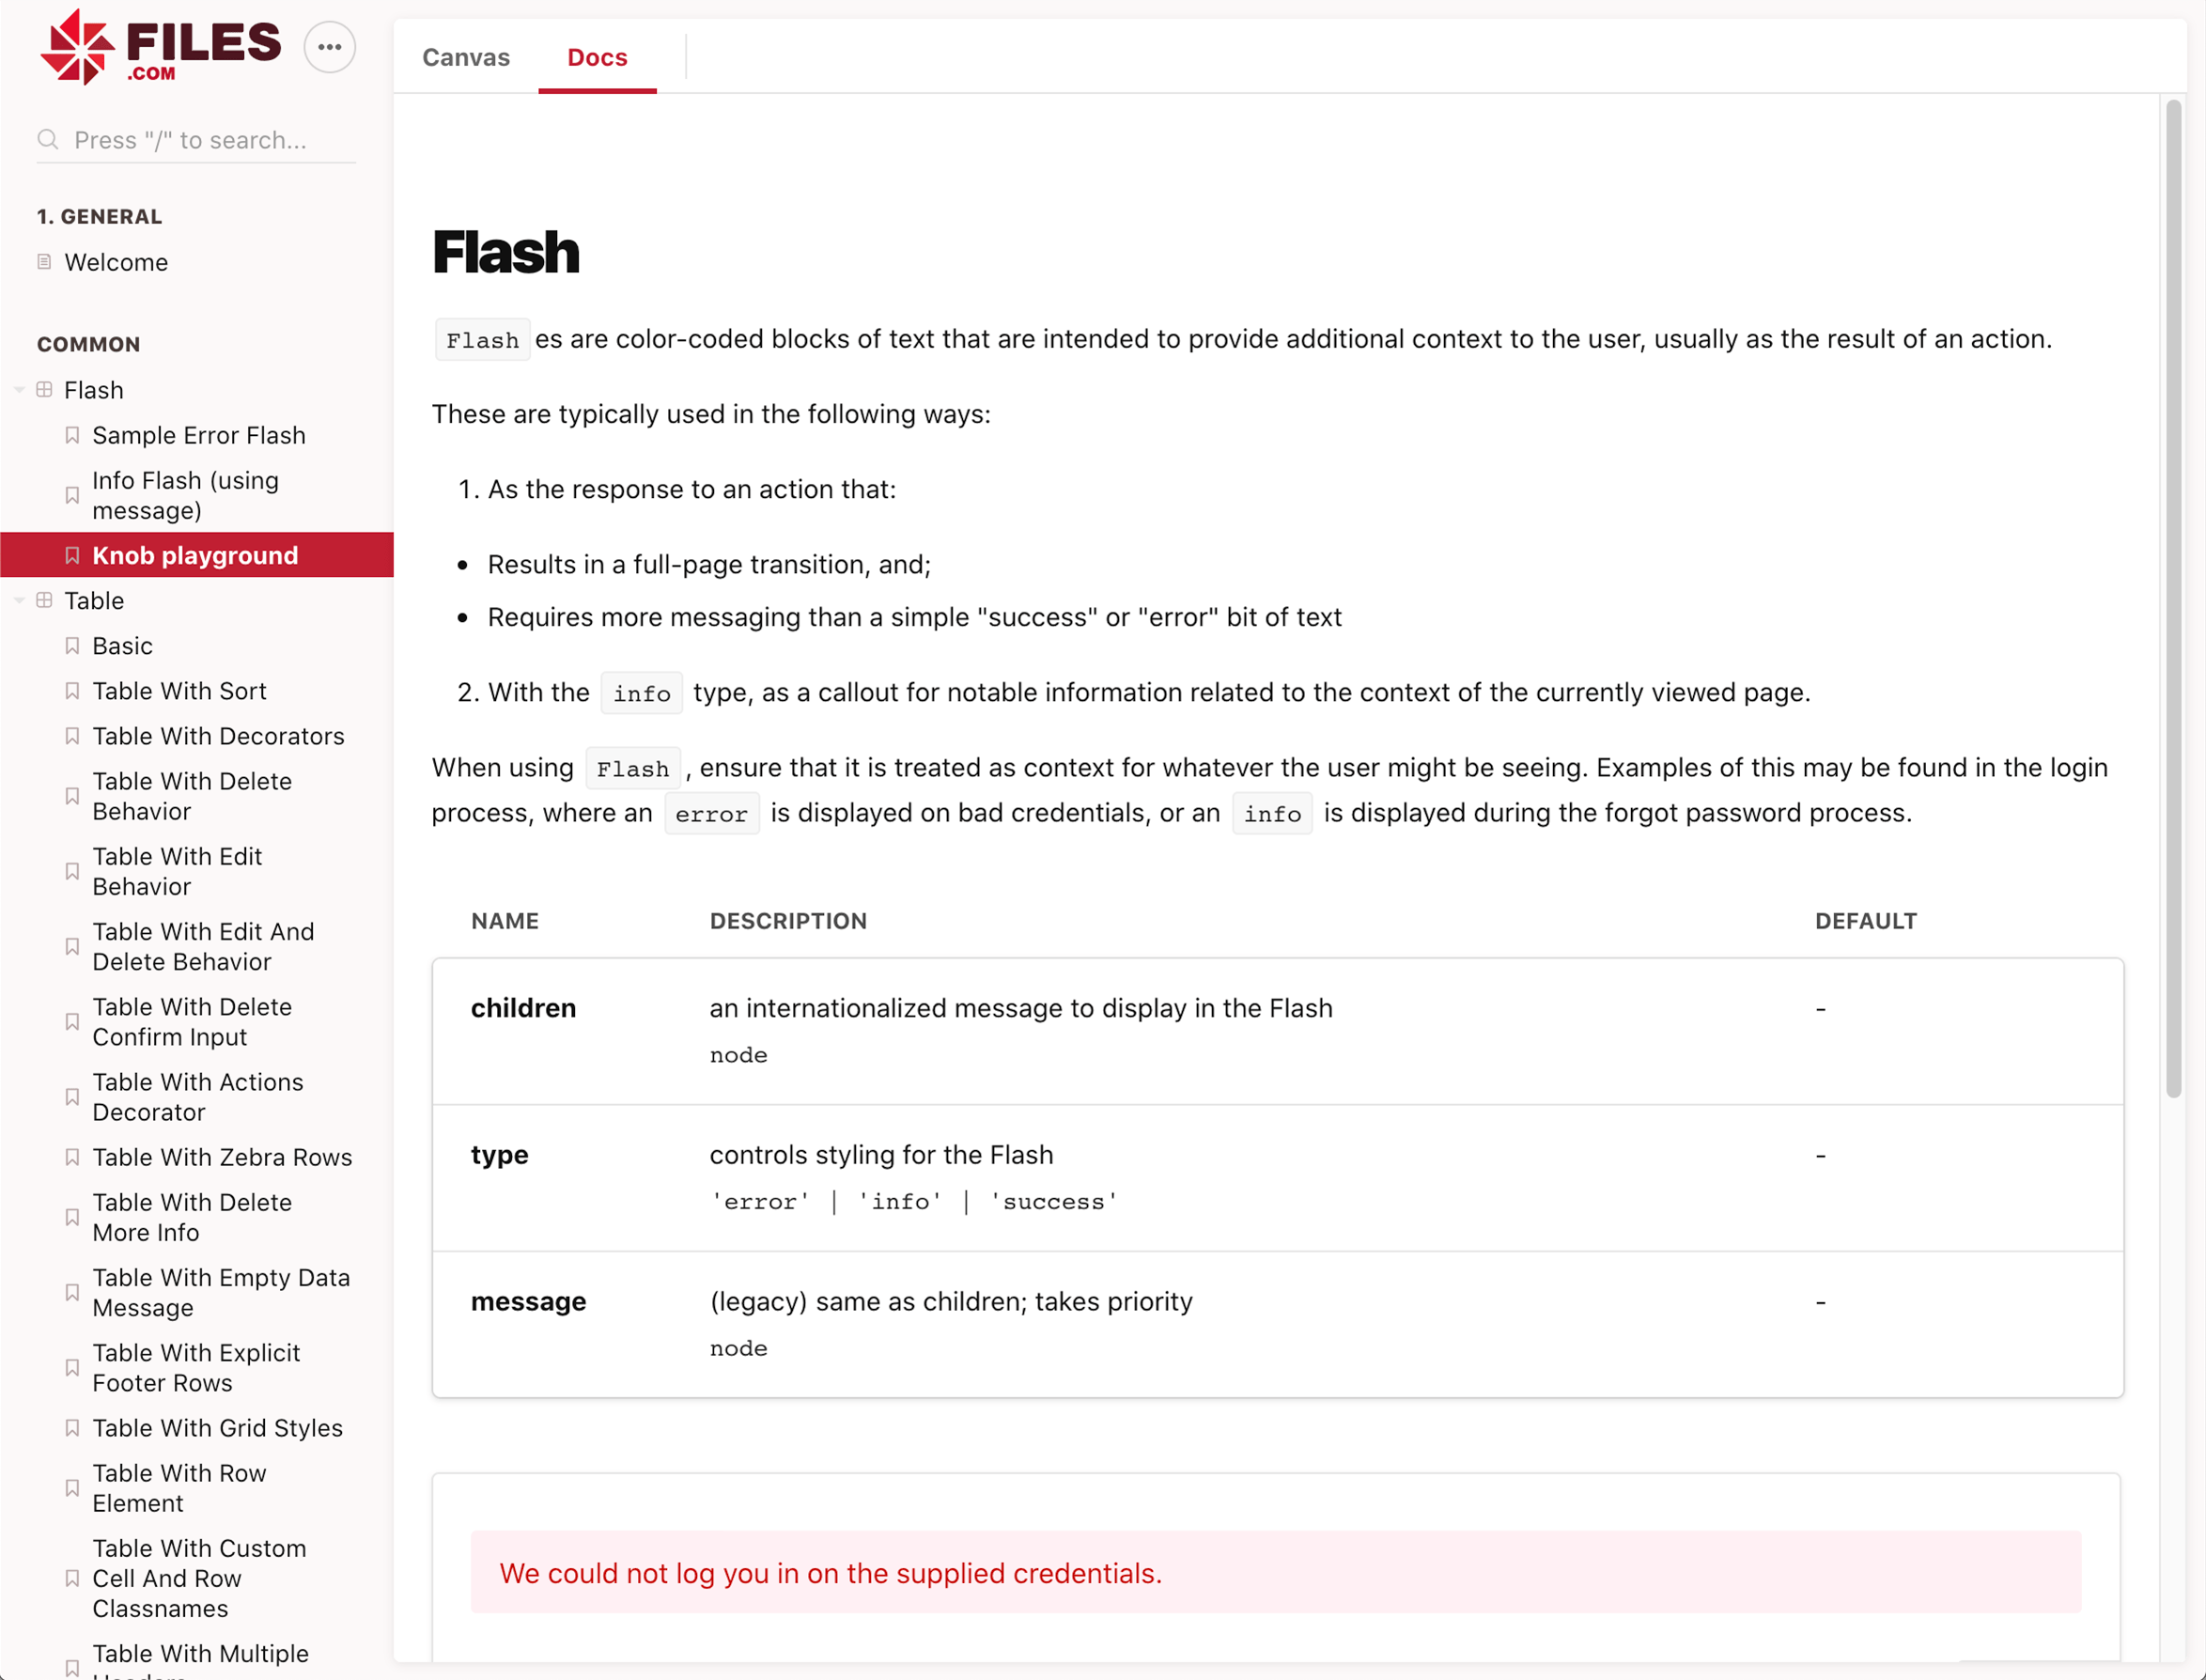 FILES
.COM
Press "/" to search...
1. GENERAL
Welcome
COMMON
Flash
Sample Error Flash
Info Flash (using
message)
Knob playground
Table
Basic
Table With Sort
Table With Decorators
Table With Delete
Behavior
Table With Edit
Behavior
Table With Edit And
Delete Behavior
Table With Delete
Confirm Input
Table With Actions
Decorator
Table With Zebra Rows
Table With Delete
More Info
Table With Empty Data
Message
Table With Explicit
Footer Rows
Table With Grid Styles
Table With Row
Element
Table With Custom
Cell And Row
Classnames
Table With Multiple
Canvas Docs
Flash
Flash es are color-coded blocks of text that are intended to provide additional context to the user, usually as the result of an action.
These are typically used in the following ways:
1. As the response to an action that:
• Results in a full-page transition, and;
• Requires more messaging than a simple "success" or "error" bit of text
2. With the info type, as a callout for notable information related to the context of the currently viewed page.
When using Flash , ensure that it is treated as context for whatever the user might be seeing. Examples of this may be found in the login
process, where an error is displayed on bad credentials, or an info is displayed during the forgot password process.
NAME DESCRIPTION DEFAULT
children an internationalized message to display in the Flash -
node
type controls styling for the Flash -
'error' | 'info' | 'success'
message (legacy) same as children; takes priority -
node
We could not log you in on the supplied credentials.